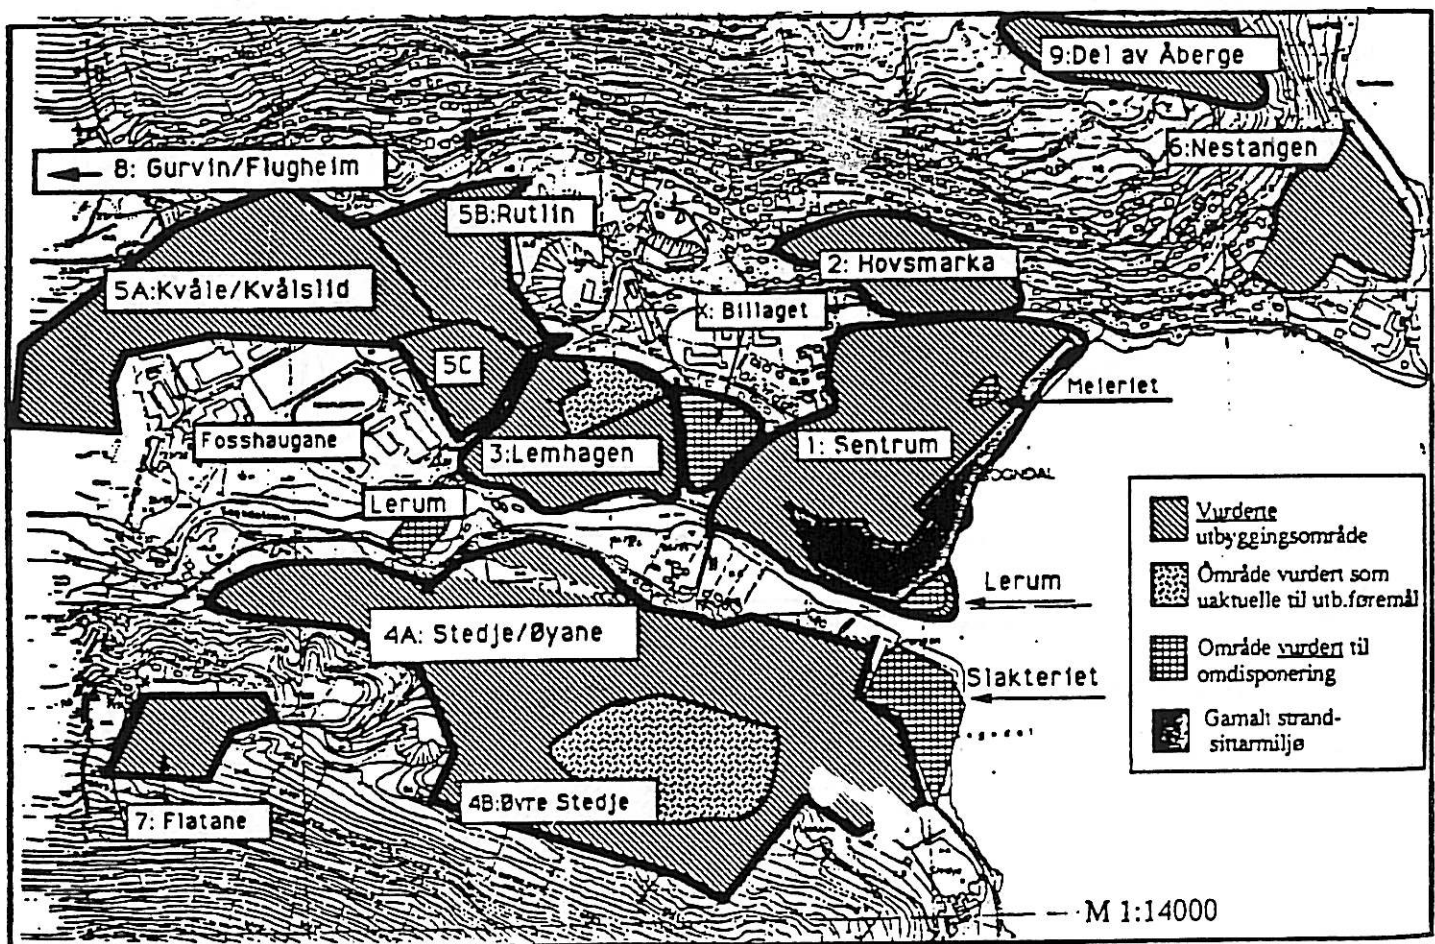 9:Del av Åberge
6:Nestangen
8: Gurvin/Flugheim
5B:Rutlin
2: Hovsmarka
5A:Kvåle/Kvålslid
X: Billaget
5C
Meieriet
Fosshaugane
3:Lemhagen
1: Sentrum
SOGNDAL
Lerum
Vurderte
utbyggingsområde
Område vurdert som
uaktuelle til utb.føremål
Område vurdert til
omdisponering
Gamalt strand-
sittarmiljø
Lerum
4A: Stedje/Øyane
Slakteriet
4B:Øvre Stedje
7: Flatane
M 1:14000